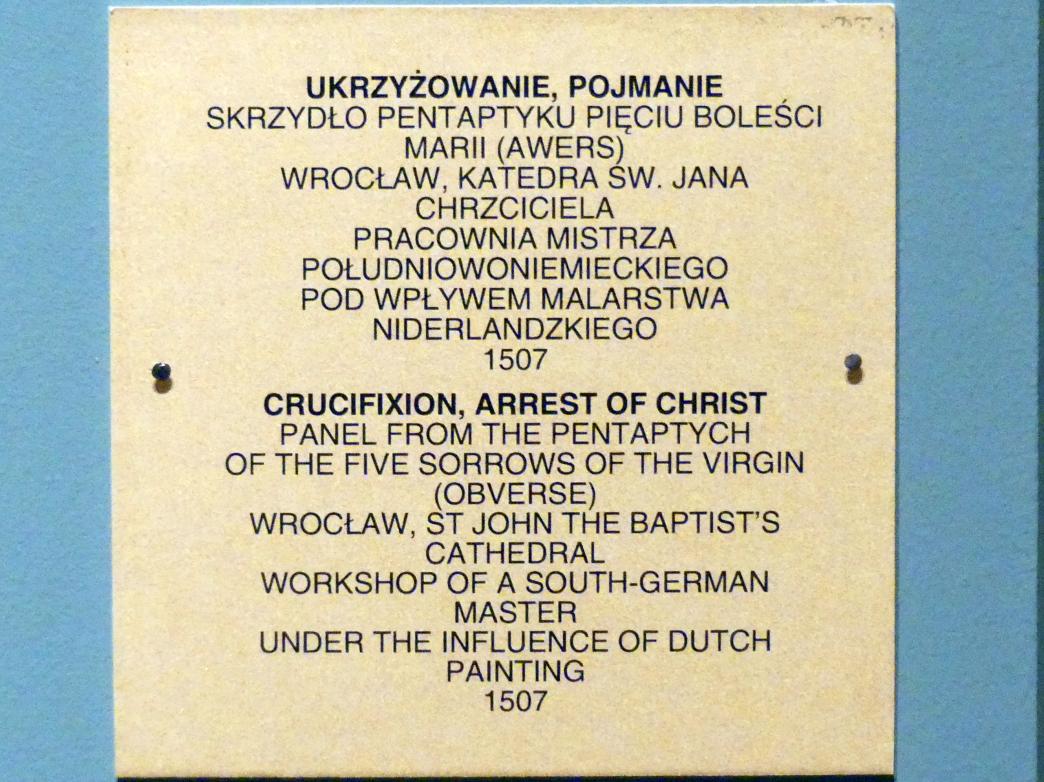 UKRZYŻOWANIE, POJMANIE
SKRZYDŁO PENTAPTYKU PIĘCIU BOLEŚCI
MARII (AWERS)
WROCŁAW, KATEDRA ŚW. JANA
CHRZCICIELA
PRACOWNIA MISTRZA
POŁUDNIOWONIEMIECKIEGO
POD WPŁYWEM MALARSTWA
NIDERLANDZKIEGO
1507
CRUCIFIXION, ARREST OF CHRIST
PANEL FROM THE PENTAPTYCH
OF THE FIVE SORROWS OF THE VIRGIN
(OBVERSE)
WROCŁAW, ST JOHN THE BAPTIST'S
CATHEDRAL
WORKSHOP OF A SOUTH-GERMAN
MASTER
UNDER THE INFLUENCE OF DUTCH
PAINTING
1507